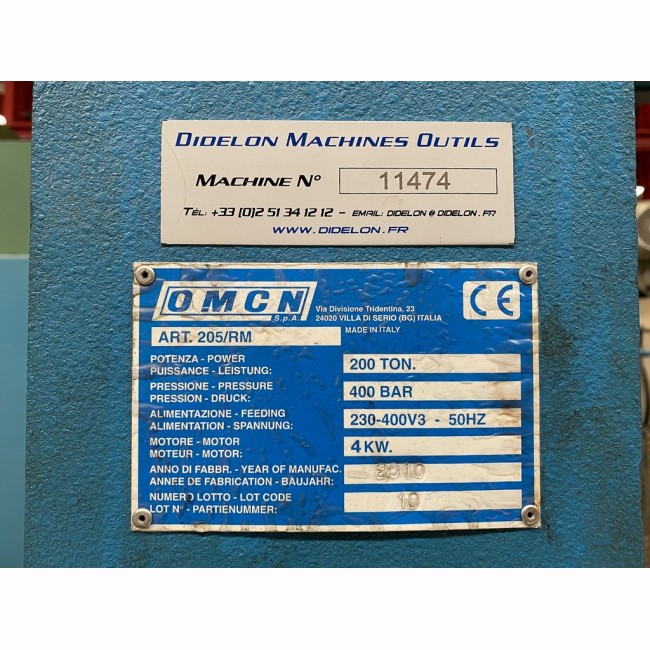 DIDELON MACHINES OUTILS
MACHINE N° 11474
TÉL: +33 (0)2 51 34 12 12 - EMAIL: DIDELON@DIDELON.FR
WWW.DIDELON.FR
OMCN S.p.A.
Via Divisione Tridentina, 23
24020 VILLA DI SERIO (BG) ITALIA
MADE IN ITALY
CE
ART. 205/RM
POTENZA - POWER
PUISSANCE - LEISTUNG: 200 TON.
PRESSIONE - PRESSURE
PRESSION - DRUCK: 400 BAR
ALIMENTAZIONE - FEEDING
ALIMENTATION - SPANNUNG: 230-400V3 - 50HZ
MOTORE - MOTOR
MOTEUR - MOTOR: 4 KW.
ANNO DI FABBR. - YEAR OF MANUFAC.
ANNEE DE FABRICATION - BAUJAHR: 2010
NUMERO LOTTO - LOT CODE
LOT N° - PARTIENUMMER: 10